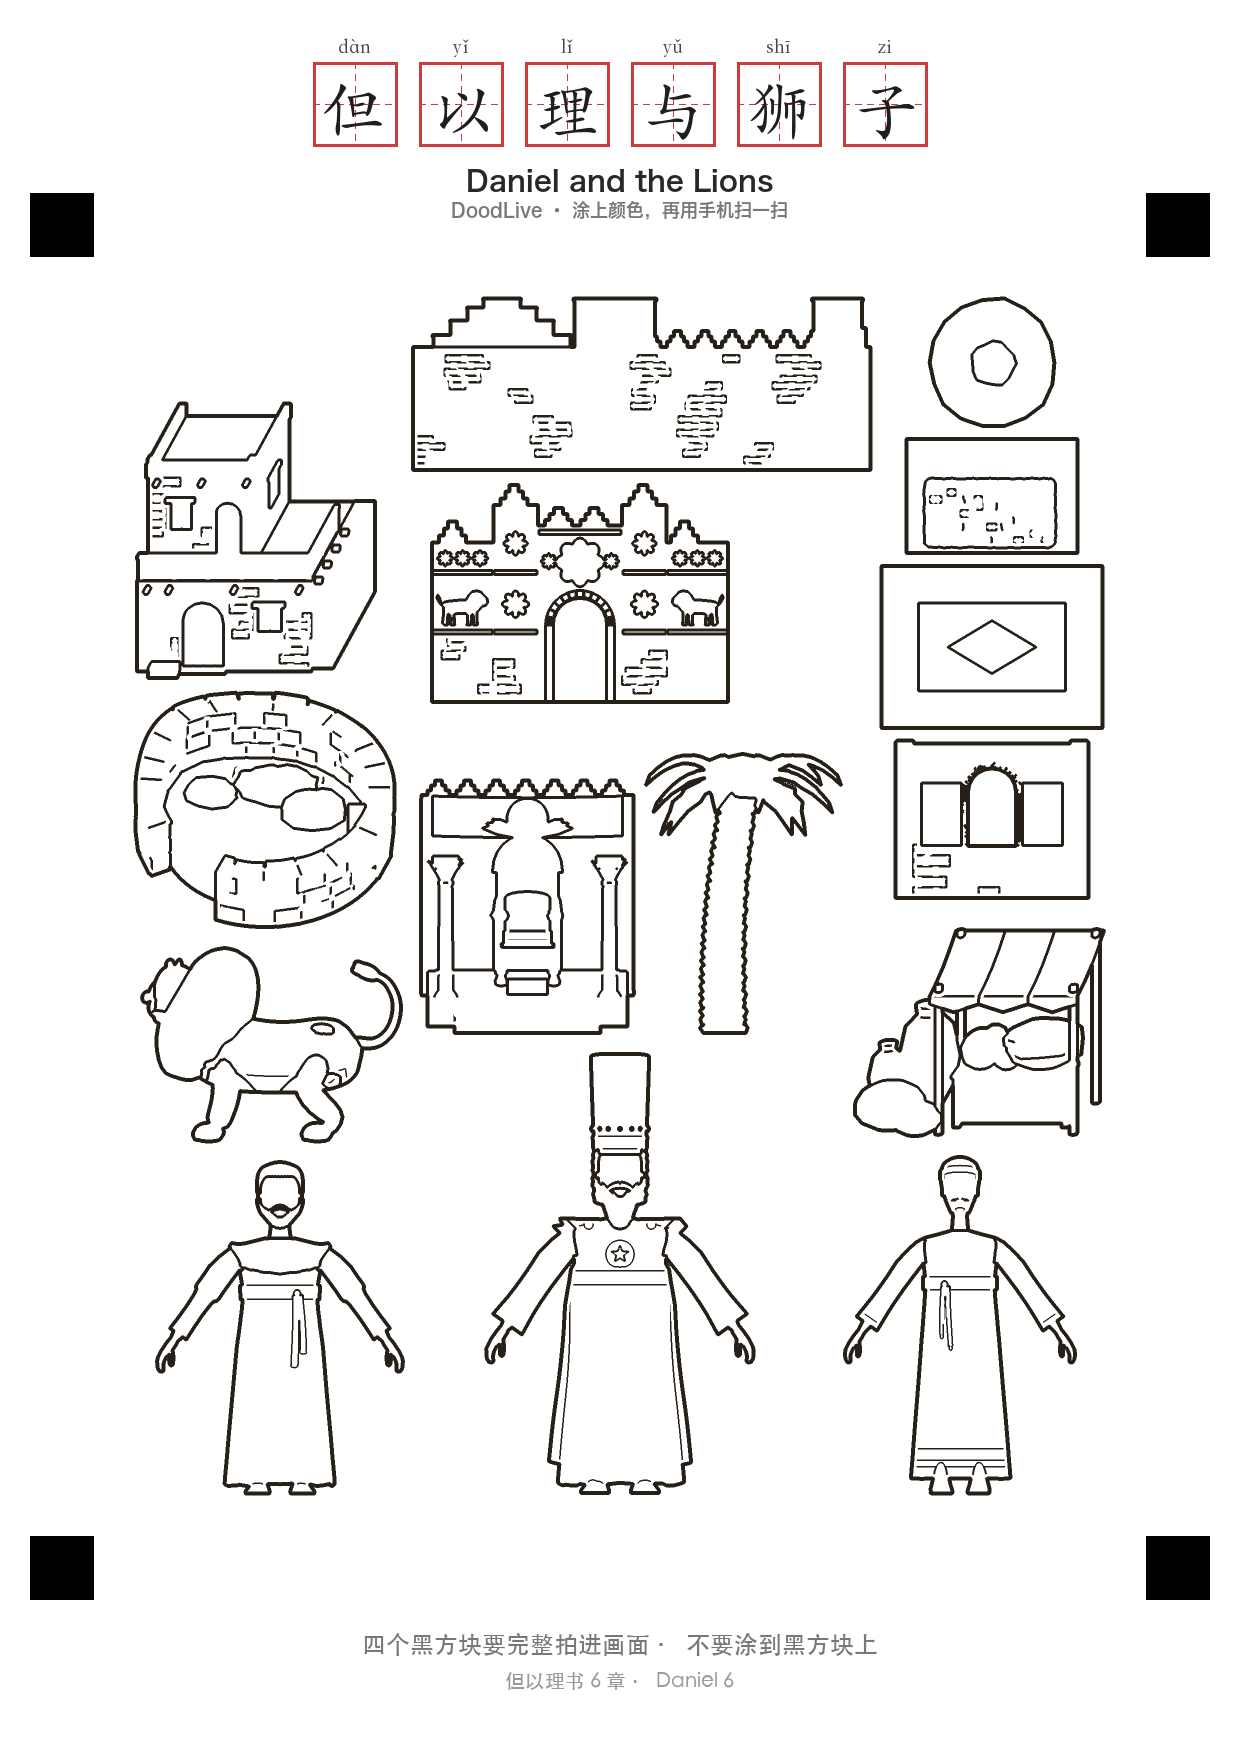 dàn yǐ lǐ yǔ shī zi
但以理与狮子
Daniel and the Lions
DoodLive · 涂上颜色，再用手机扫一扫
四个黑方块要完整拍进画面 · 不要涂到黑方块上
但以理书 6 章 · Daniel 6